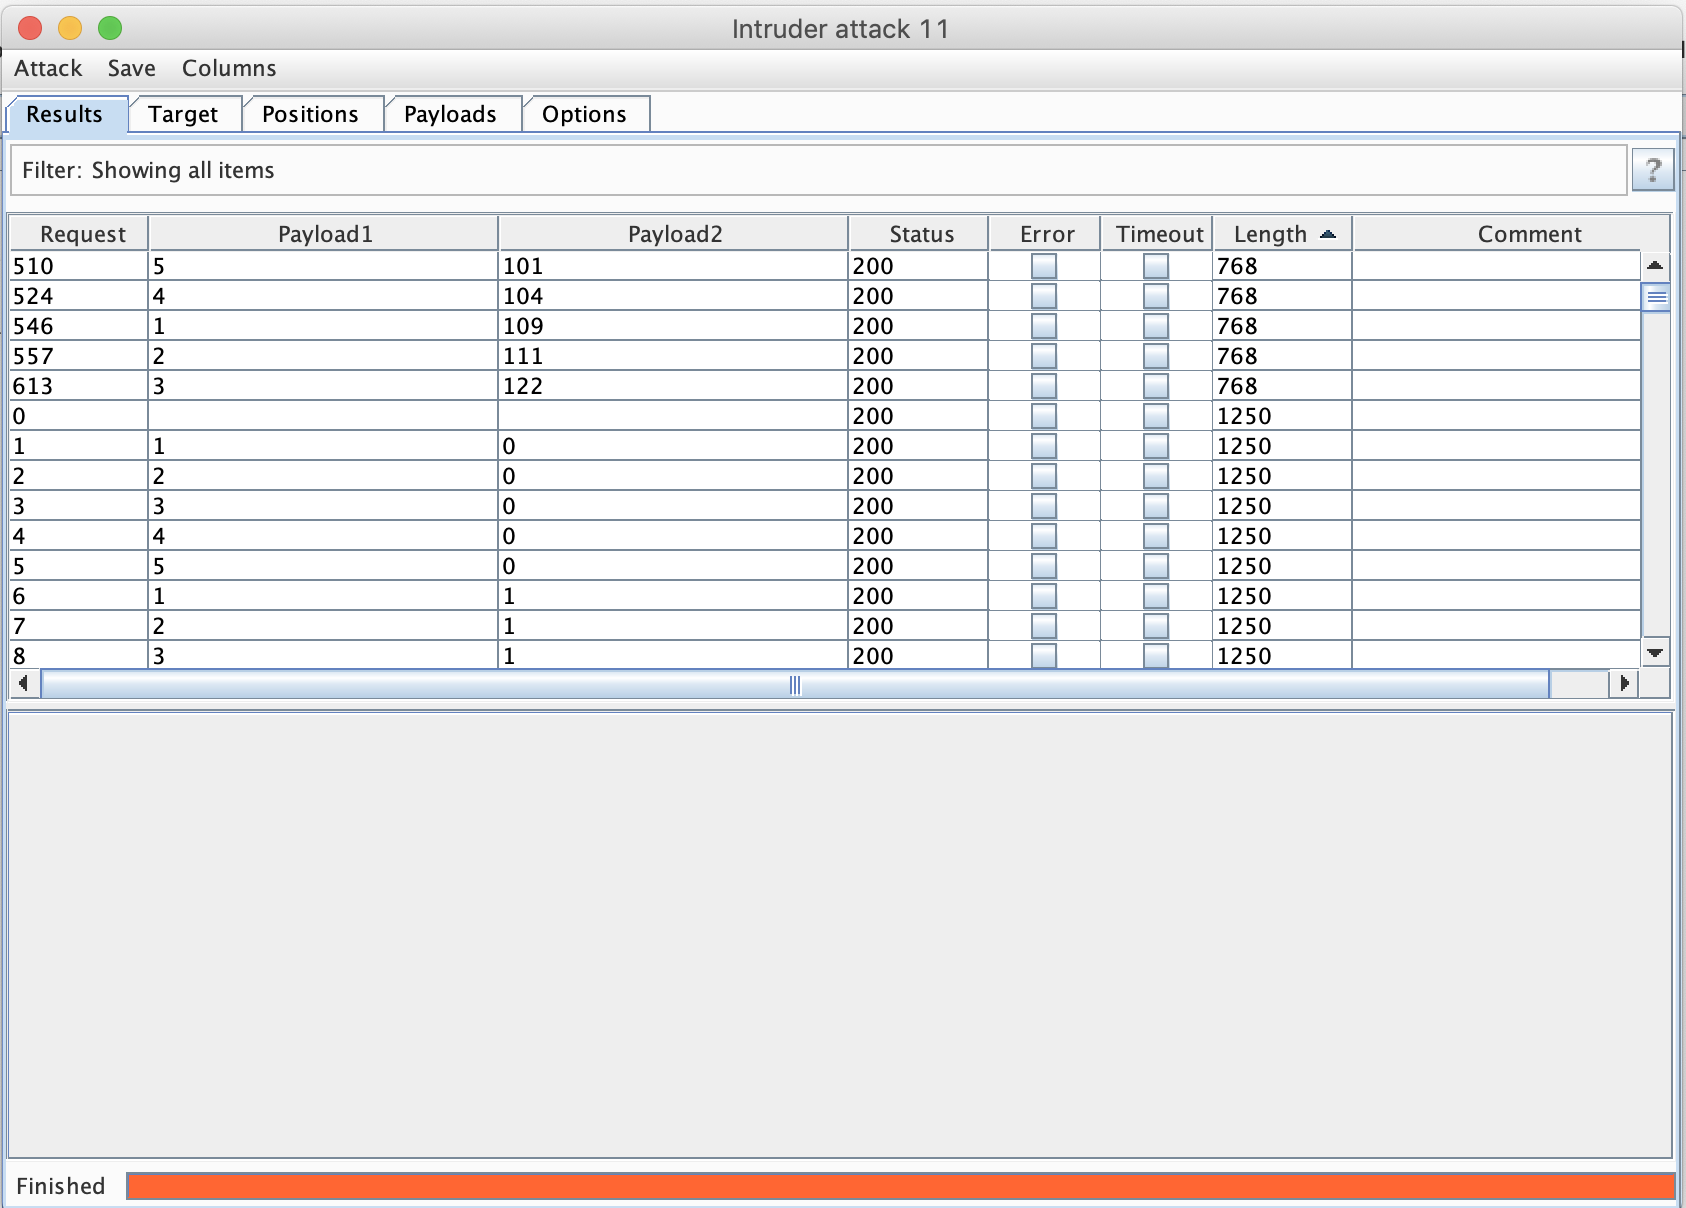 Intruder attack 11
Attack Save Columns
Results Target Positions Payloads Options
Filter: Showing all items ?
Request Payload1 Payload2 Status Error Timeout Length Comment
510 5 101 200 768
524 4 104 200 768
546 1 109 200 768
557 2 111 200 768
613 3 122 200 768
0 200 1250
1 1 0 200 1250
2 2 0 200 1250
3 3 0 200 1250
4 4 0 200 1250
5 5 0 200 1250
6 1 1 200 1250
7 2 1 200 1250
8 3 1 200 1250
Finished